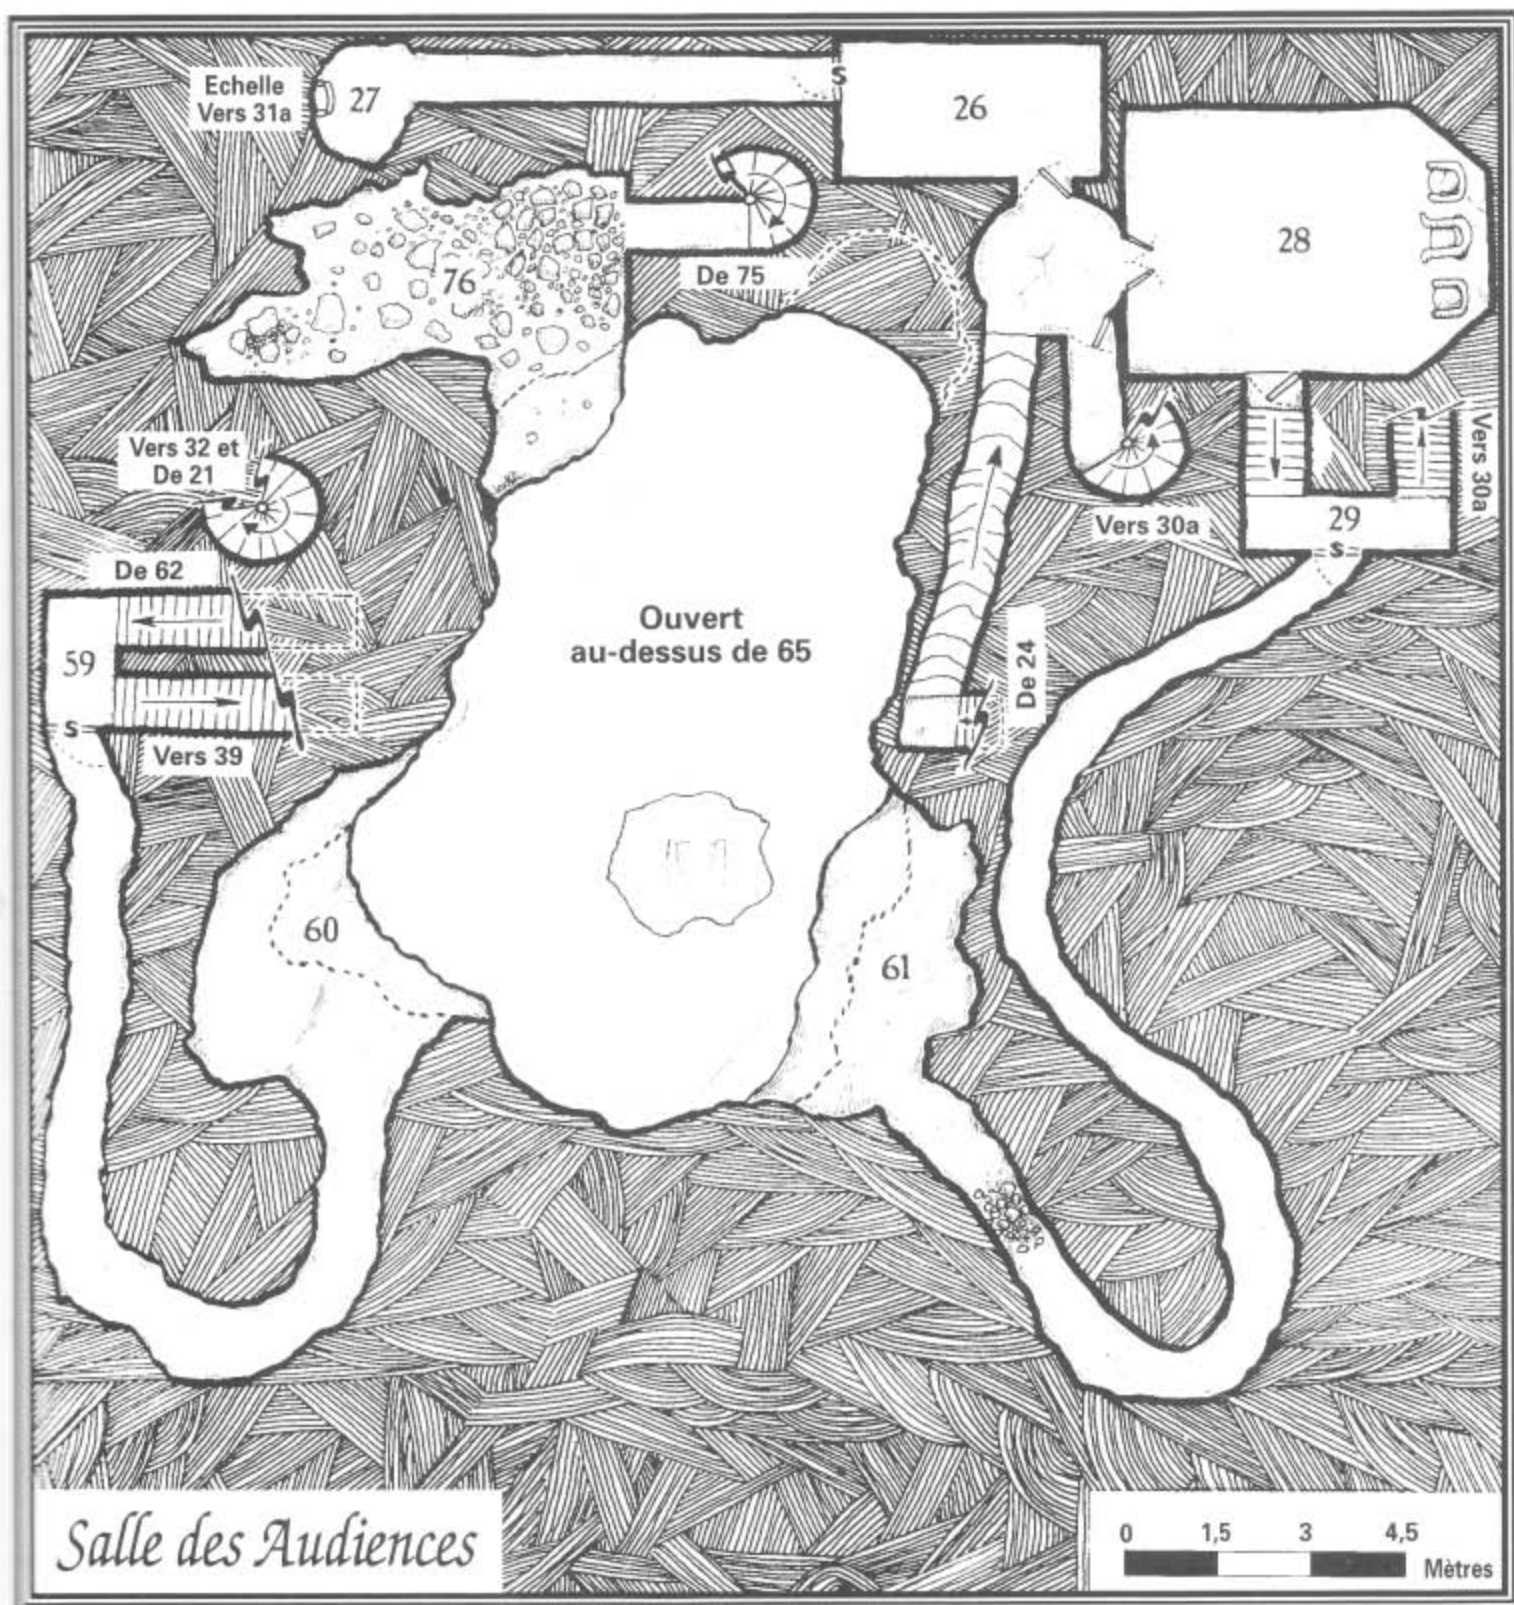 Echelle
Vers 31a
27
S
26
28
76
De 75
Vers 32 et
De 21
Vers 30a
Vers 30a
29
S
De 62
59
S
Vers 39
Ouvert
au-dessus de 65
De 24
60
61
Salle des Audiences
0 1,5 3 4,5
Mètres